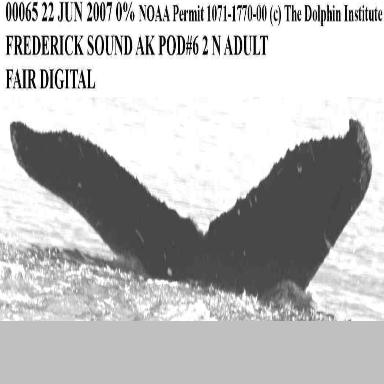 00065 22 JUN 2007 0% NOAA Permit 1071-1770-00 (c) The Dolphin Institute
FREDERICK SOUND AK POD#6 2 N ADULT
FAIR DIGITAL